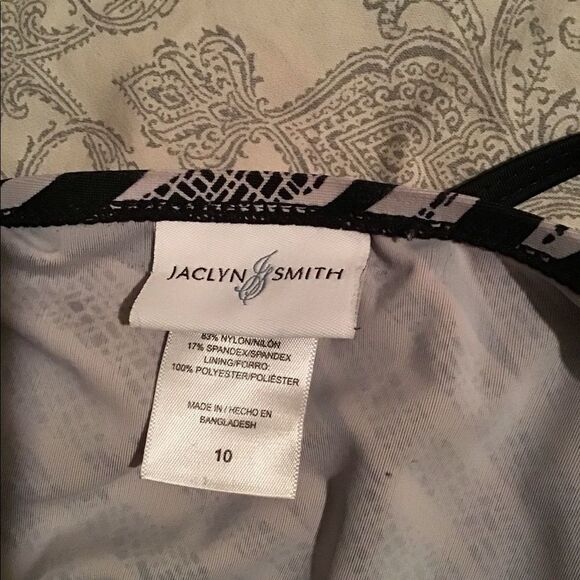 JACLYN JS SMITH
83% NYLON/NILÓN
17% SPANDEX/SPANDEX
LINING/FORRO:
100% POLYESTER/POLIÉSTER
MADE IN / HECHO EN
BANGLADESH
10